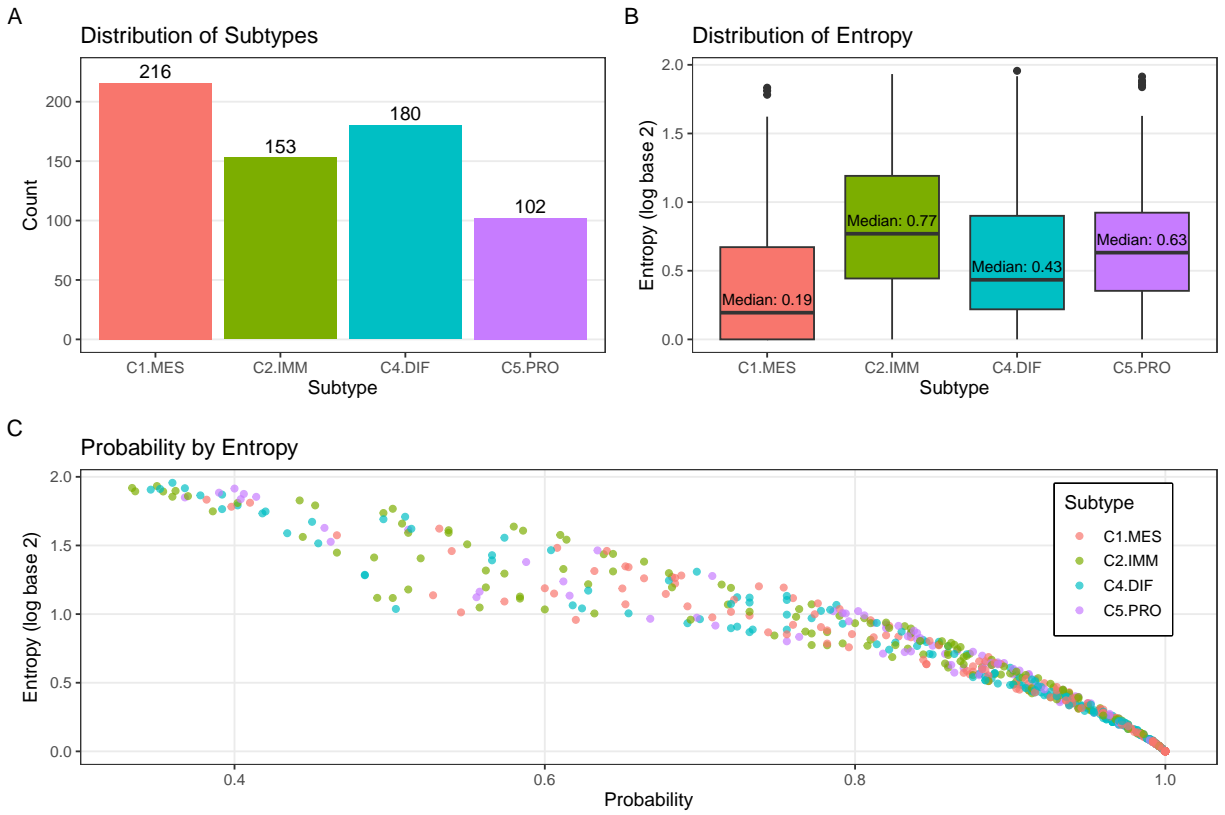 A
Distribution of Subtypes
Count
200
150
100
50
0
216
153
180
102
C1.MES
C2.IMM
C4.DIF
C5.PRO
Subtype
B
Distribution of Entropy
Entropy (log base 2)
2.0
1.5
1.0
0.5
0.0
Median: 0.19
Median: 0.77
Median: 0.43
Median: 0.63
C1.MES
C2.IMM
C4.DIF
C5.PRO
Subtype
C
Probability by Entropy
Entropy (log base 2)
2.0
1.5
1.0
0.5
0.0
0.4
0.6
0.8
1.0
Probability
Subtype
C1.MES
C2.IMM
C4.DIF
C5.PRO